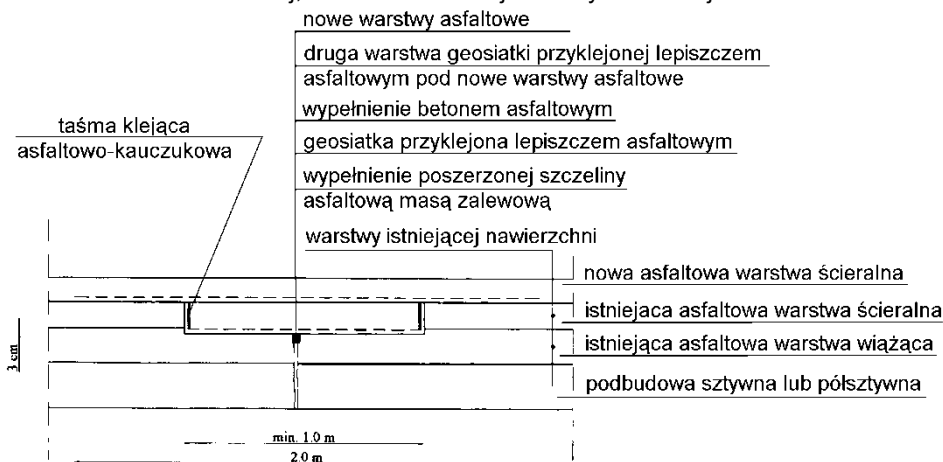 nowe warstwy asfaltowe
druga warstwa geosiatki przyklejonej lepiszczem
asfaltowym pod nowe warstwy asfaltowe
wypełnienie betonem asfaltowym
taśma klejąca
asfaltowo-kauczukowa
geosiatka przyklejona lepiszczem asfaltowym
wypełnienie poszerzonej szczeliny
asfaltową masą zalewową
warstwy istniejącej nawierzchni
nowa asfaltowa warstwa ścieralna
istniejaca asfaltowa warstwa ścieralna
istniejąca asfaltowa warstwa wiążąca
podbudowa sztywna lub półsztywna
3 cm
min. 1.0 m
2.0 m